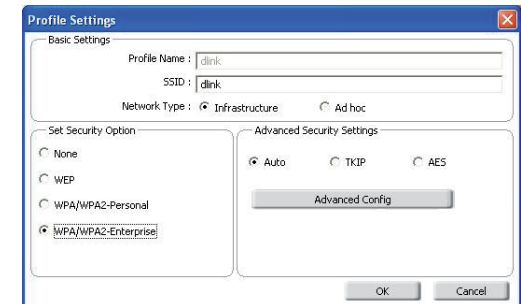 Profile Settings
Basic Settings
Profile Name : dlink
SSID : dlink
Network Type : Infrastructure Ad hoc
Set Security Option
None
WEP
WPA/WPA2-Personal
WPA/WPA2-Enterprise
Advanced Security Settings
Auto TKIP AES
Advanced Config
OK Cancel